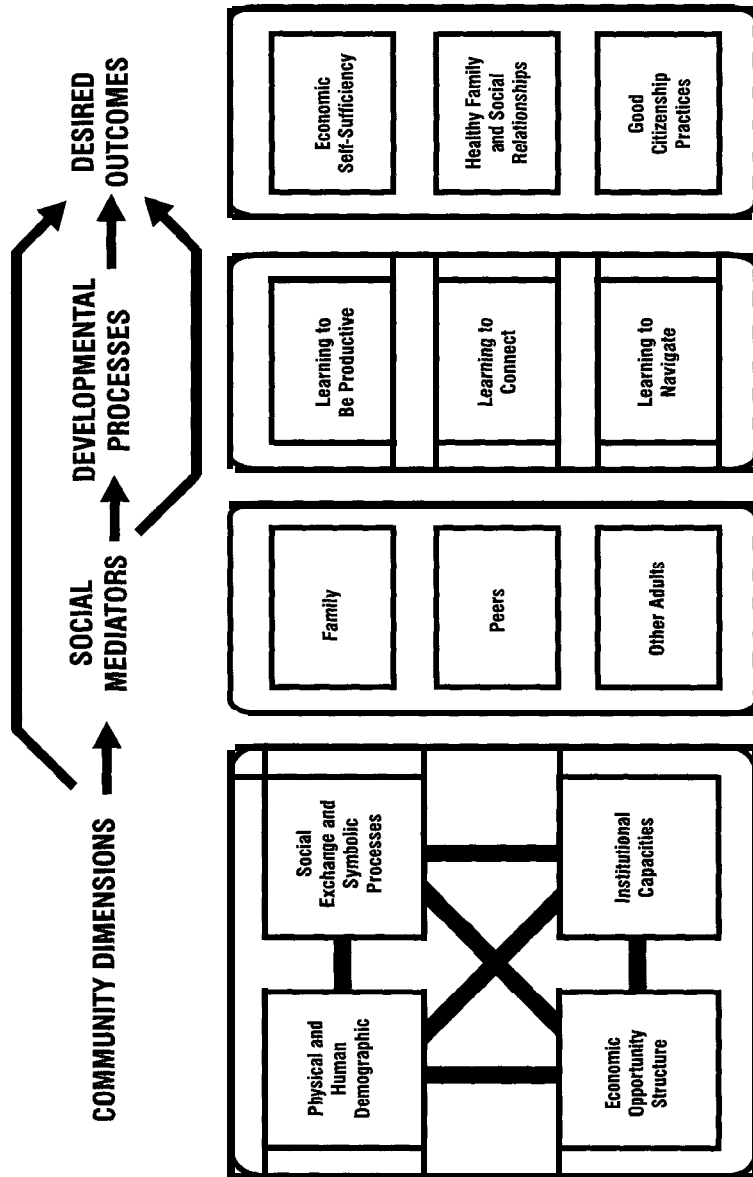 COMMUNITY DIMENSIONS
SOCIAL
MEDIATORS
DEVELOPMENTAL
PROCESSES
DESIRED
OUTCOMES
Physical and
Human
Demographic
Social
Exchange and
Symbolic
Processes
Economic
Opportunity
Structure
Institutional
Capacities
Family
Peers
Other Adults
Learning to
Be Productive
Learning to
Connect
Learning to
Navigate
Economic
Self-Sufficiency
Healthy Family
and Social
Relationships
Good
Citizenship
Practices